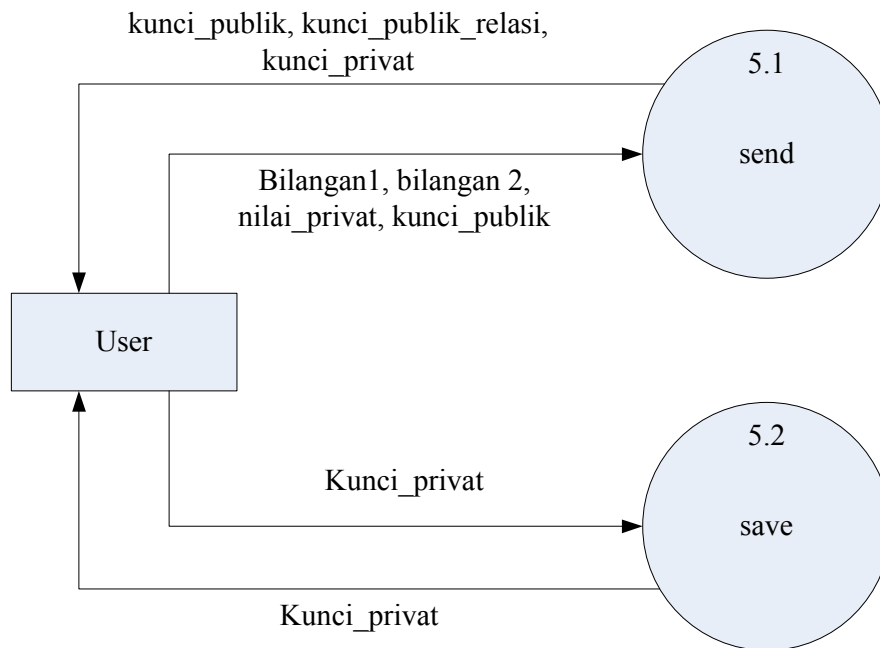 kunci_publik, kunci_publik_relasi,
kunci_privat
5.1
send
Bilangan1, bilangan 2,
nilai_privat, kunci_publik
User
5.2
Kunci_privat
save
Kunci_privat